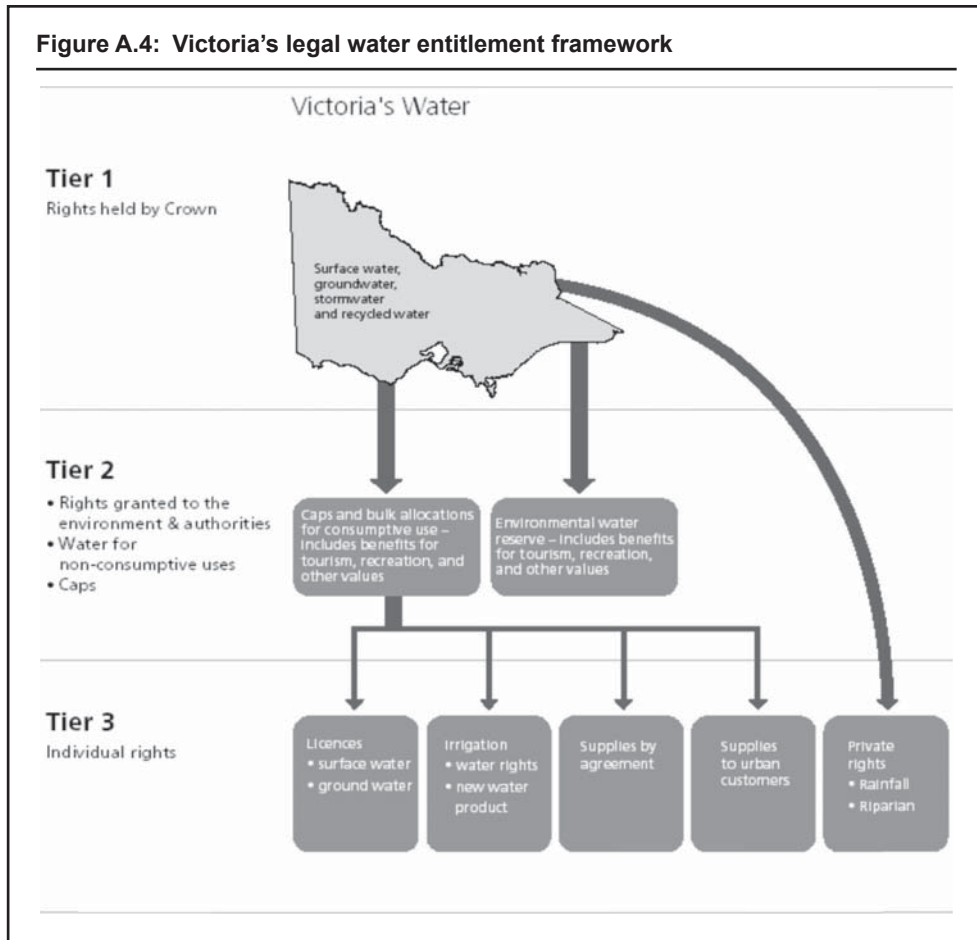 Figure A.4: Victoria's legal water entitlement framework
Victoria's Water
Tier 1
Rights held by Crown
Surface water,
groundwater,
stormwater
and recycled water
Tier 2
• Rights granted to the
environment & authorities
• Water for
non-consumptive uses
• Caps
Caps and bulk allocations
for consumptive use –
includes benefits for
tourism, recreation, and
other values
Environmental water
reserve – includes benefits
for tourism, recreation,
and other values
Tier 3
Individual rights
Licences
• surface water
• ground water
Irrigation
• water rights
• new water
product
Supplies by
agreement
Supplies
to urban
customers
Private
rights
• Rainfall
• Riparian